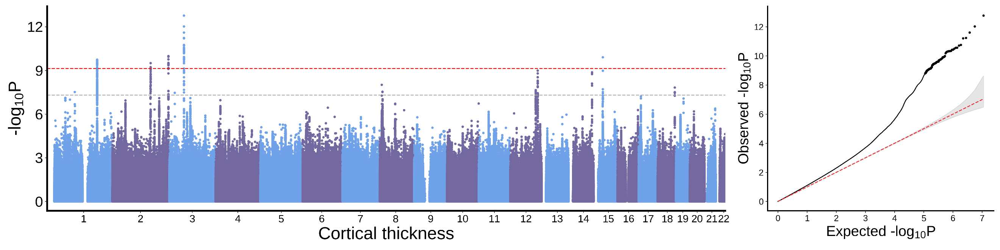 12
9
6
3
0
-log10P
1 2 3 4 5 6 7 8 9 10 11 12 13 14 15 16 17 18 19 20 21 22
Cortical thickness
12
10
8
6
4
2
0
Observed -log10P
0 1 2 3 4 5 6 7
Expected -log10P